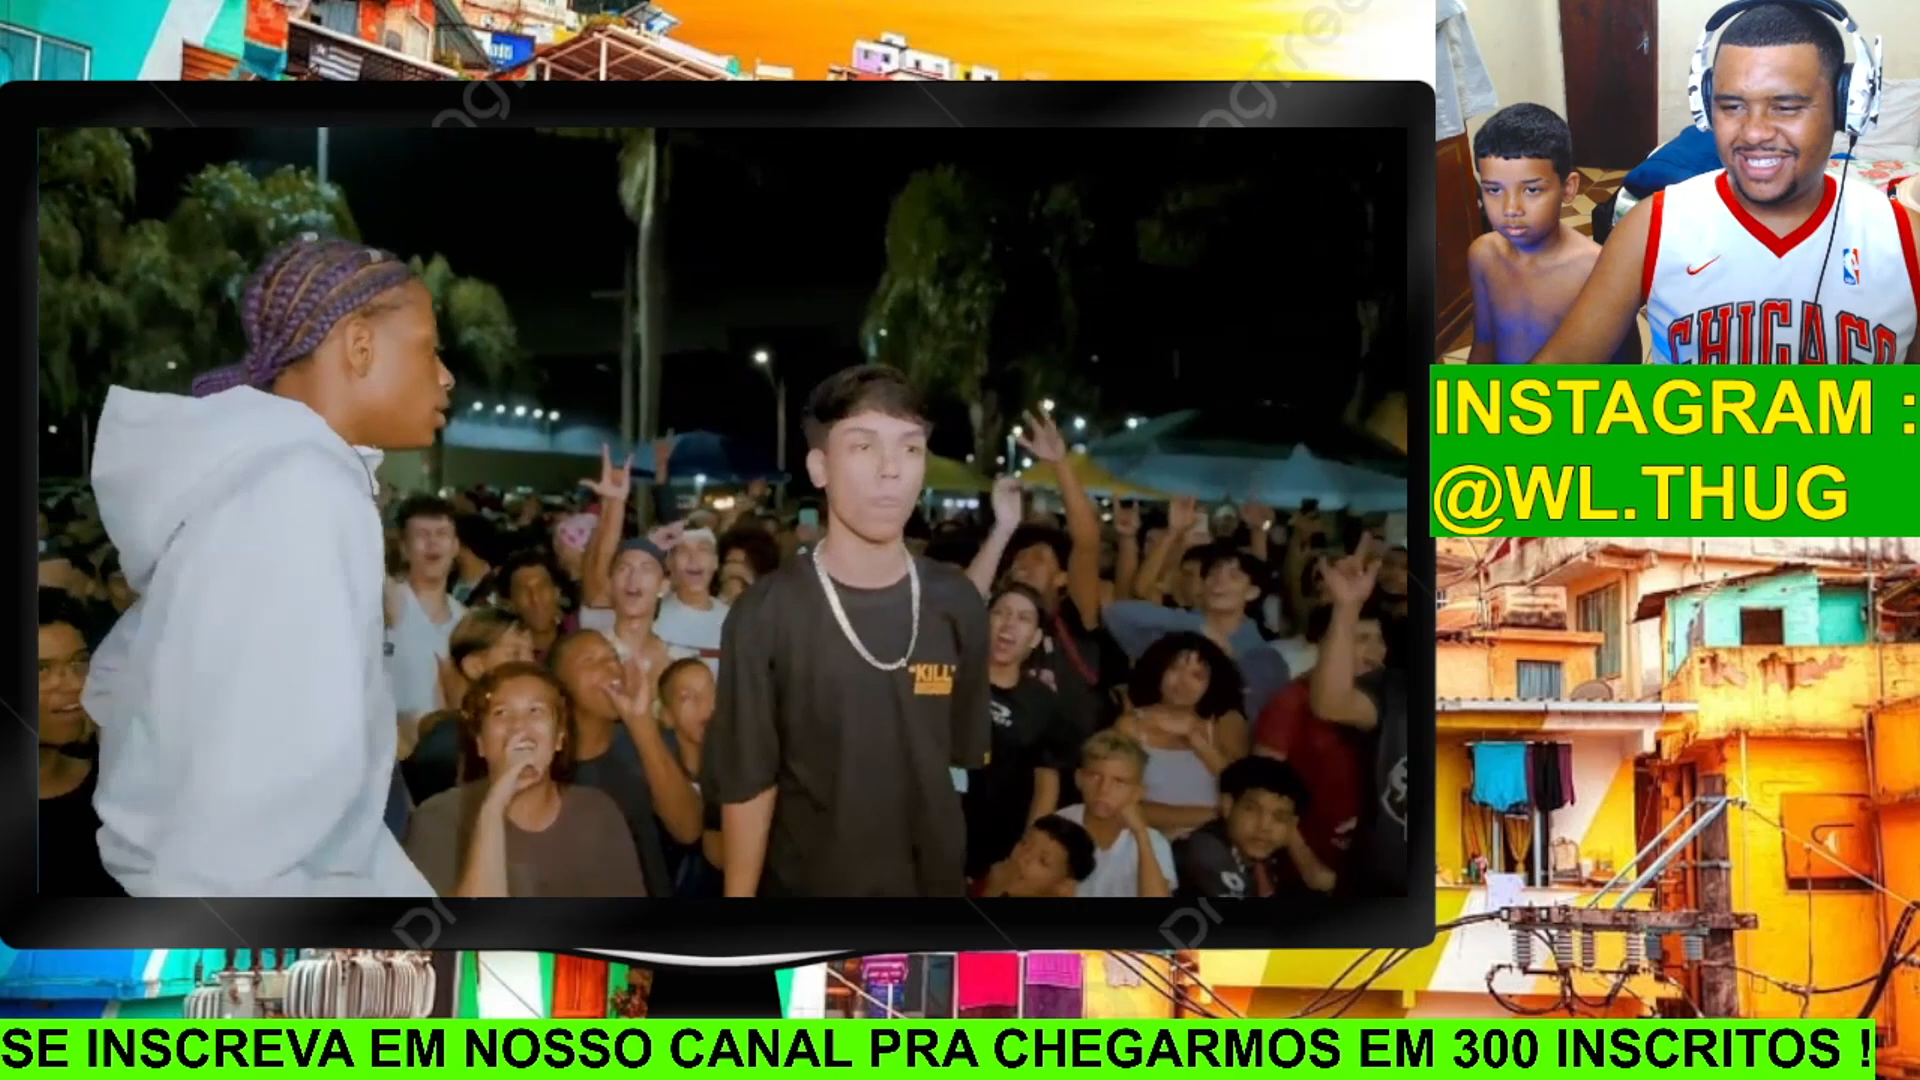 "KILL"
CHICAGO
INSTAGRAM :
@WL.THUG
SE INSCREVA EM NOSSO CANAL PRA CHEGARMOS EM 300 INSCRITOS !